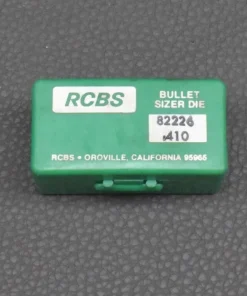 RCBS
BULLET
SIZER DIE
82226
.410
RCBS • OROVILLE, CALIFORNIA 95965